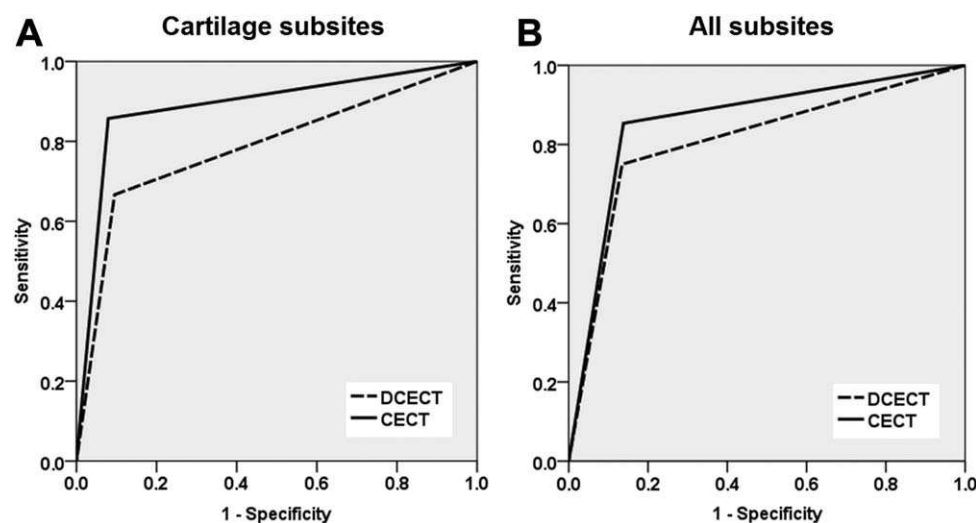 A
Cartilage subsites
1.0
0.8
0.6
0.4
0.2
0.0
Sensitivity
DCECT
CECT
0.0 0.2 0.4 0.6 0.8 1.0
1 - Specificity
B
All subsites
1.0
0.8
0.6
0.4
0.2
0.0
Sensitivity
DCECT
CECT
0.0 0.2 0.4 0.6 0.8 1.0
1 - Specificity